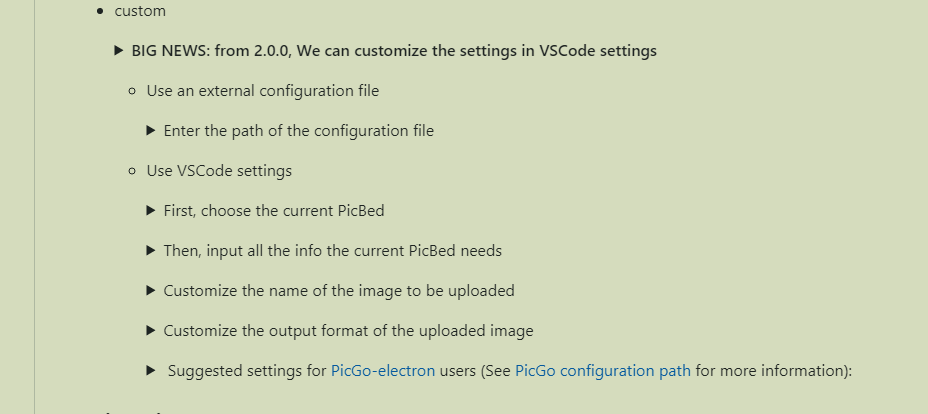 custom
BIG NEWS: from 2.0.0, We can customize the settings in VSCode settings
Use an external configuration file
Enter the path of the configuration file
Use VSCode settings
First, choose the current PicBed
Then, input all the info the current PicBed needs
Customize the name of the image to be uploaded
Customize the output format of the uploaded image
Suggested settings for PicGo-electron users (See PicGo configuration path for more information):